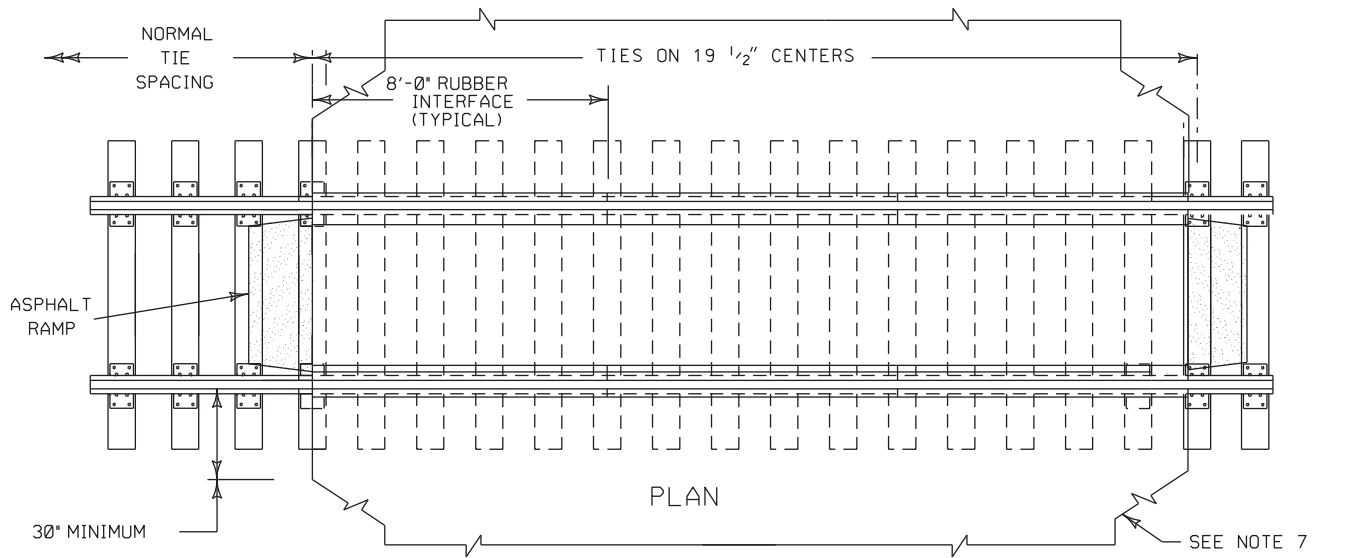 NORMAL
TIE
SPACING
TIES ON 19 1/2" CENTERS
8'-0" RUBBER
INTERFACE
(TYPICAL)
ASPHALT
RAMP
PLAN
30" MINIMUM
SEE NOTE 7